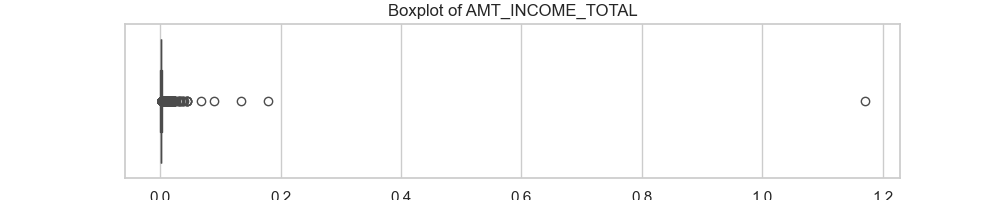 Boxplot of AMT_INCOME_TOTAL
0.0 0.2 0.4 0.6 0.8 1.0 1.2